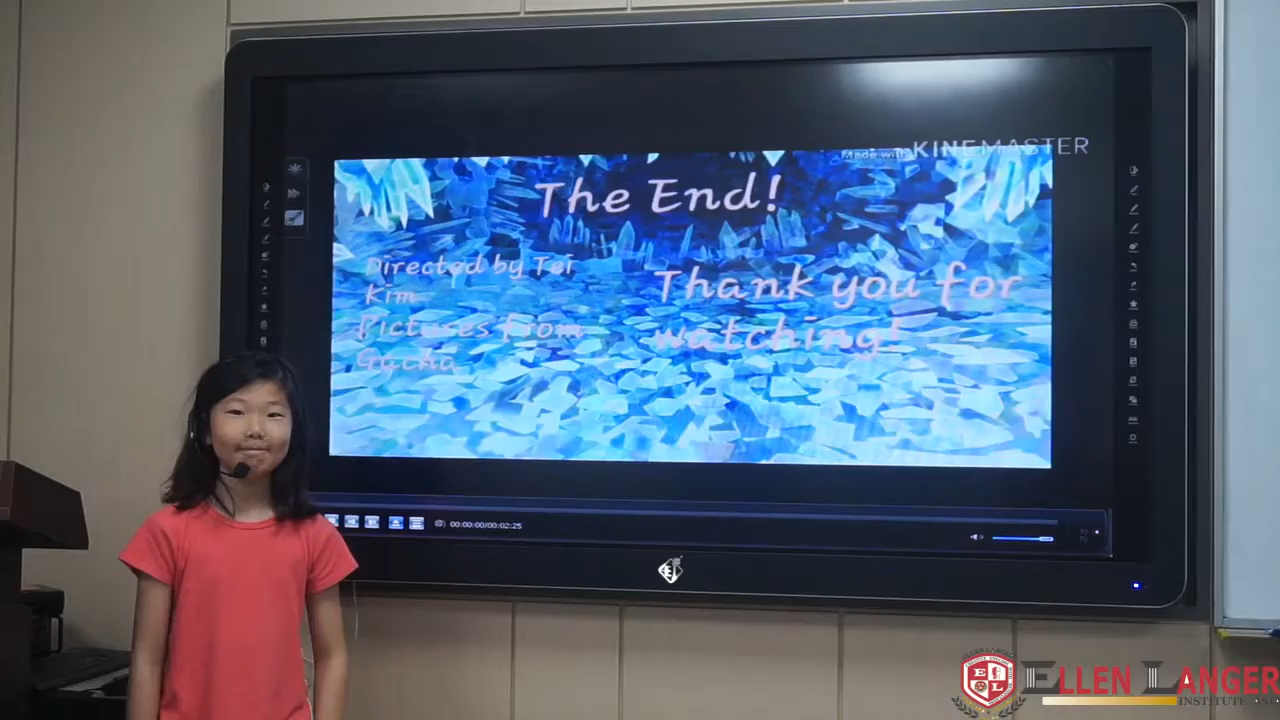 Made with KINEMASTER
The End!
Directed by Tei
Kim
Pictures from
Gacha
Thank you for
watching!
00:00:00/00:02:25
E L
ELLEN LANGER